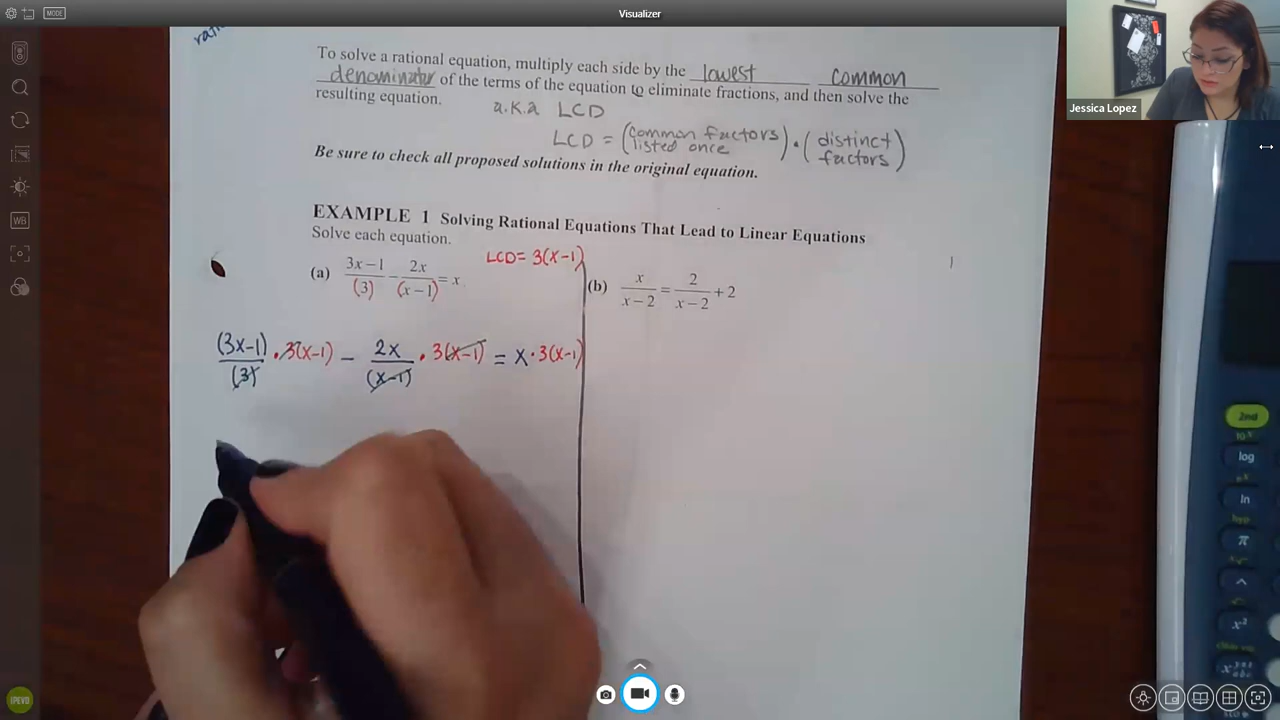 MODE
Visualizer
Jessica Lopez
To solve a rational equation, multiply each side by the lowest common
denominator of the terms of the equation to eliminate fractions, and then solve the
resulting equation.
a.k.a LCD
LCD = (common factors listed once) • (distinct factors)
Be sure to check all proposed solutions in the original equation.
EXAMPLE 1 Solving Rational Equations That Lead to Linear Equations
Solve each equation.
LCD = 3(x-1)
(a) (3x-1)/(3) - 2x/(x-1) = x
(b) x/(x-2) = 2/(x-2) + 2
(3x-1)/(3) • 3(x-1) - 2x/(x-1) • 3(x-1) = x • 3(x-1)
WB
IPEVO
2nd
log
ln
π
^
x²